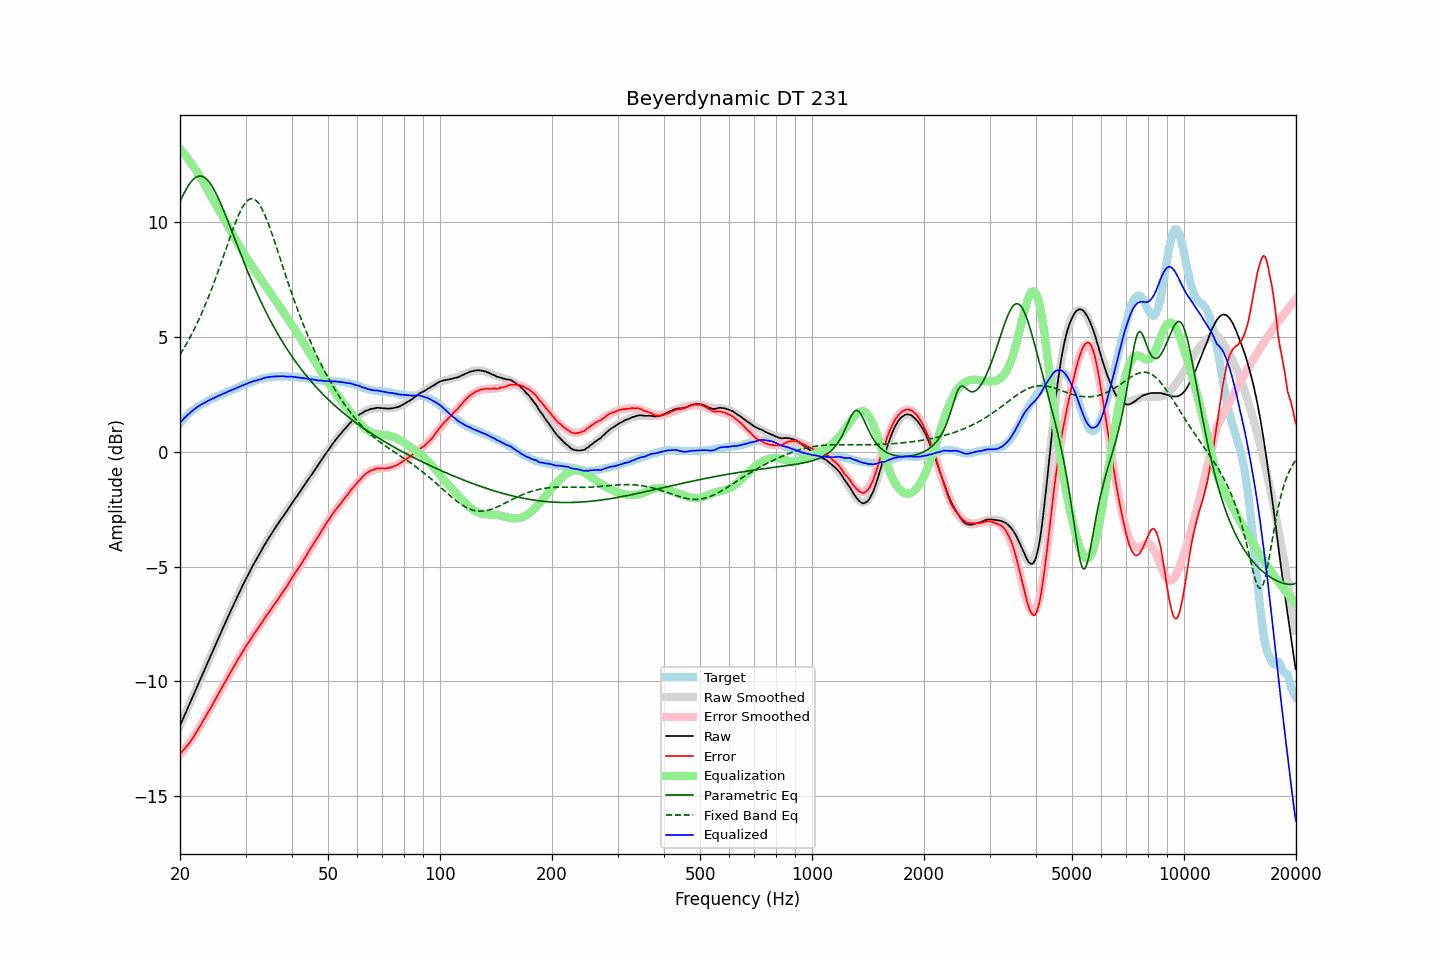 Beyerdynamic DT 231
Amplitude (dBr)
10
5
0
−5
−10
−15
Target
Raw Smoothed
Error Smoothed
Raw
Error
Equalization
Parametric Eq
Fixed Band Eq
Equalized
20 50 100 200 500 1000 2000 5000 10000 20000
Frequency (Hz)